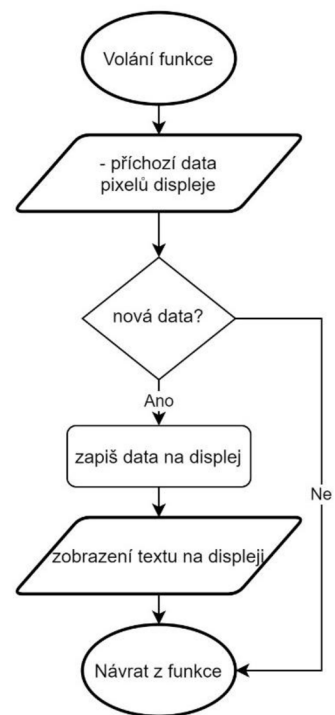 Volání funkce
- příchozí data
pixelů displeje
nová data?
Ano
zapiš data na displej
Ne
zobrazení textu na displeji
Návrat z funkce